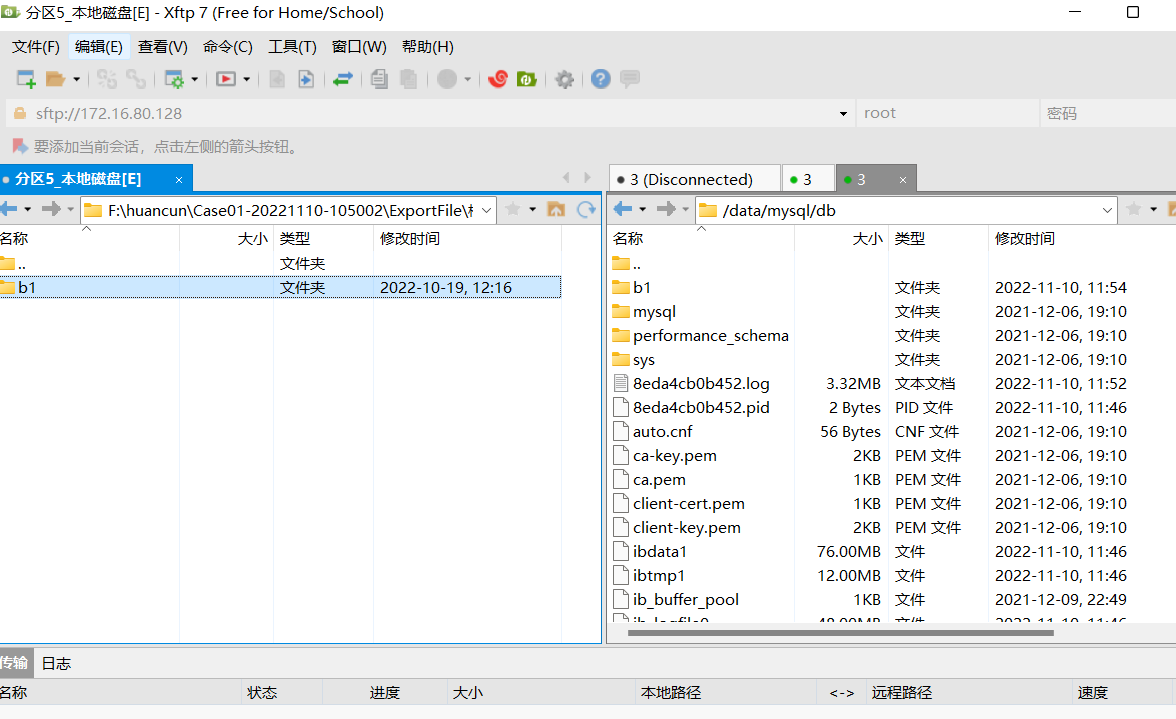 分区5_本地磁盘[E] - Xftp 7 (Free for Home/School)
文件(F) 编辑(E) 查看(V) 命令(C) 工具(T) 窗口(W) 帮助(H)
sftp://172.16.80.128 root 密码
要添加当前会话，点击左侧的箭头按钮。
分区5_本地磁盘[E] ×
F:\huancun\Case01-20221110-105002\ExportFile\
名称 大小 类型 修改时间
.. 文件夹
b1 文件夹 2022-10-19, 12:16
3 (Disconnected) 3 3 ×
/data/mysql/db
名称 大小 类型 修改时间
..
b1 文件夹 2022-11-10, 11:54
mysql 文件夹 2021-12-06, 19:10
performance_schema 文件夹 2021-12-06, 19:10
sys 文件夹 2021-12-06, 19:10
8eda4cb0b452.log 3.32MB 文本文档 2022-11-10, 11:52
8eda4cb0b452.pid 2 Bytes PID 文件 2022-11-10, 11:46
auto.cnf 56 Bytes CNF 文件 2021-12-06, 19:10
ca-key.pem 2KB PEM 文件 2021-12-06, 19:10
ca.pem 1KB PEM 文件 2021-12-06, 19:10
client-cert.pem 1KB PEM 文件 2021-12-06, 19:10
client-key.pem 2KB PEM 文件 2021-12-06, 19:10
ibdata1 76.00MB 文件 2022-11-10, 11:46
ibtmp1 12.00MB 文件 2022-11-10, 11:46
ib_buffer_pool 1KB 文件 2021-12-09, 22:49
ib_logfile0 48.00MB 文件 2022-11-10, 11:46
传输 日志
名称 状态 进度 大小 本地路径 <-> 远程路径 速度